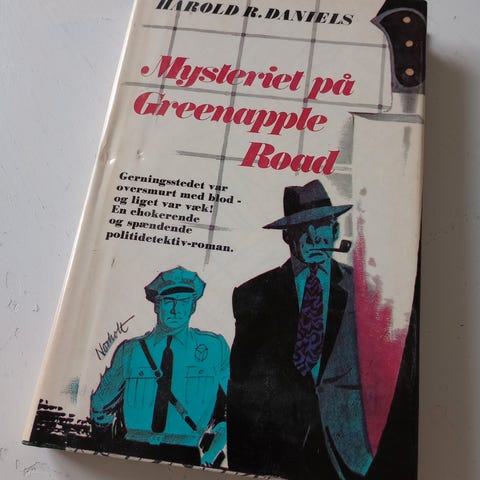 HAROLD R. DANIELS
Mysteriet på
Greenapple
Road
Gerningsstedet var
oversmurt med blod -
og liget var væk!
En chokerende
og spændende
politidetektiv-roman.